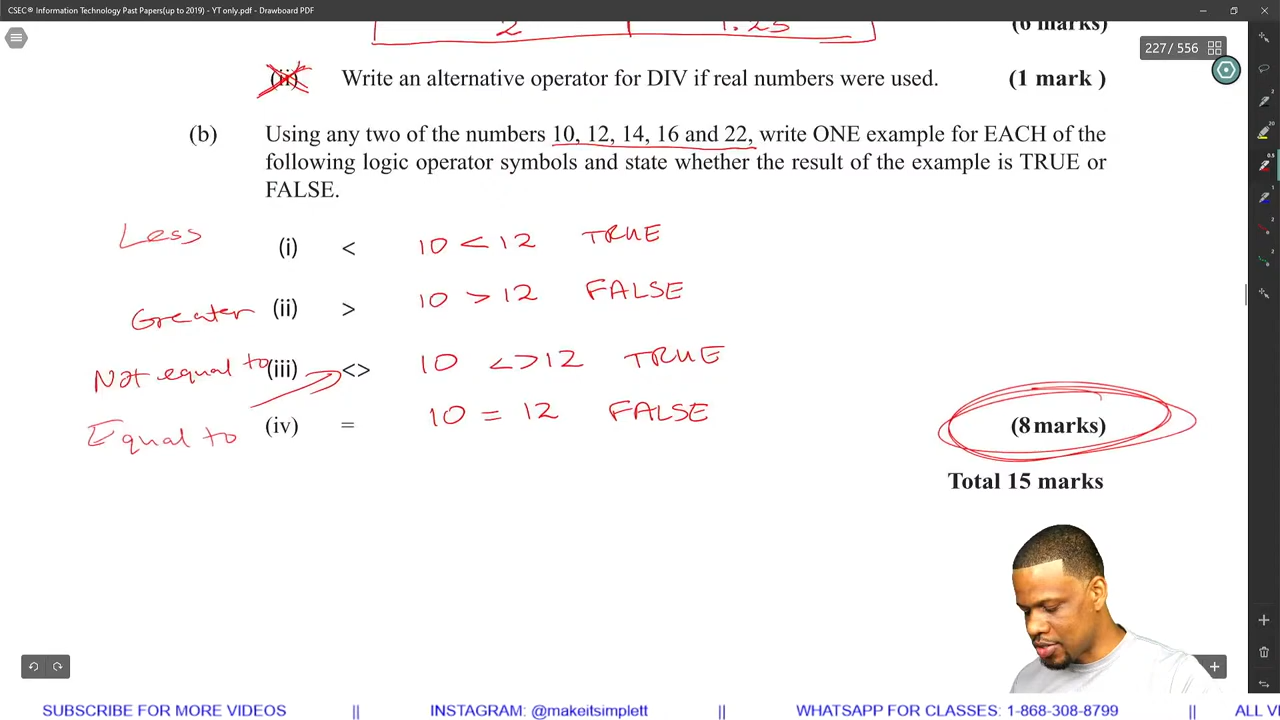 CSEC® Information Technology Past Papers(up to 2019) - YT only.pdf - Drawboard PDF
2 1.25 (6 marks)
227 / 556
(ii) Write an alternative operator for DIV if real numbers were used. (1 mark )
(b) Using any two of the numbers 10, 12, 14, 16 and 22, write ONE example for EACH of the
following logic operator symbols and state whether the result of the example is TRUE or
FALSE.
Less (i) < 10 < 12 TRUE
Greater (ii) > 10 > 12 FALSE
Not equal to (iii) <> 10 <> 12 TRUE
Equal to (iv) = 10 = 12 FALSE (8 marks)
Total 15 marks
SUBSCRIBE FOR MORE VIDEOS || INSTAGRAM: @makeitsimplett || WHATSAPP FOR CLASSES: 1-868-308-8799 || ALL V